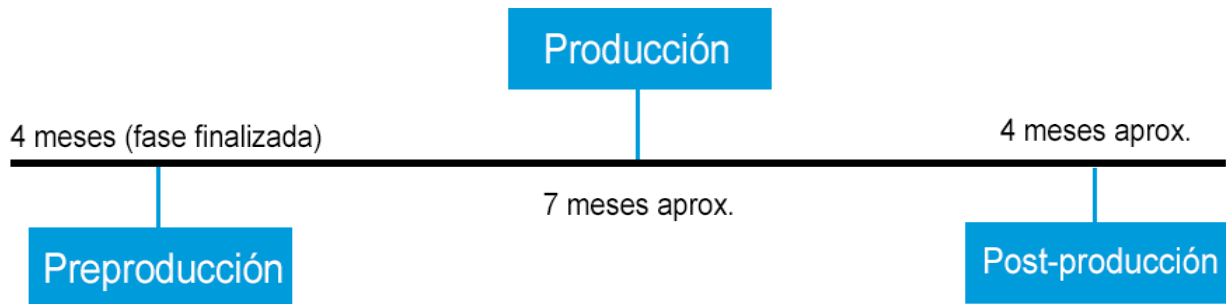 Producción
4 meses (fase finalizada)
4 meses aprox.
7 meses aprox.
Preproducción
Post-producción